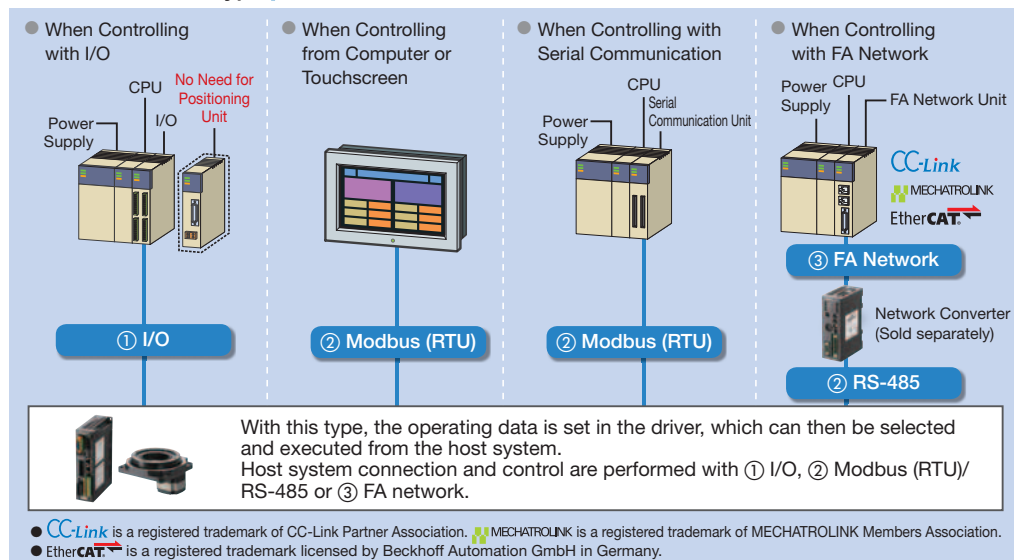 ● When Controlling
with I/O
CPU
No Need for
Positioning
Unit
I/O
Power
Supply
① I/O
● When Controlling
from Computer or
Touchscreen
② Modbus (RTU)
● When Controlling with
Serial Communication
CPU
Serial
Communication Unit
Power
Supply
② Modbus (RTU)
● When Controlling
with FA Network
Power
Supply
CPU
FA Network Unit
CC-Link
MECHATROLINK
EtherCAT®
③ FA Network
Network Converter
(Sold separately)
② RS-485
With this type, the operating data is set in the driver, which can then be selected
and executed from the host system.
Host system connection and control are performed with ① I/O, ② Modbus (RTU)/
RS-485 or ③ FA network.
● CC-Link is a registered trademark of CC-Link Partner Association. MECHATROLINK is a registered trademark of MECHATROLINK Members Association.
● EtherCAT® is a registered trademark licensed by Beckhoff Automation GmbH in Germany.